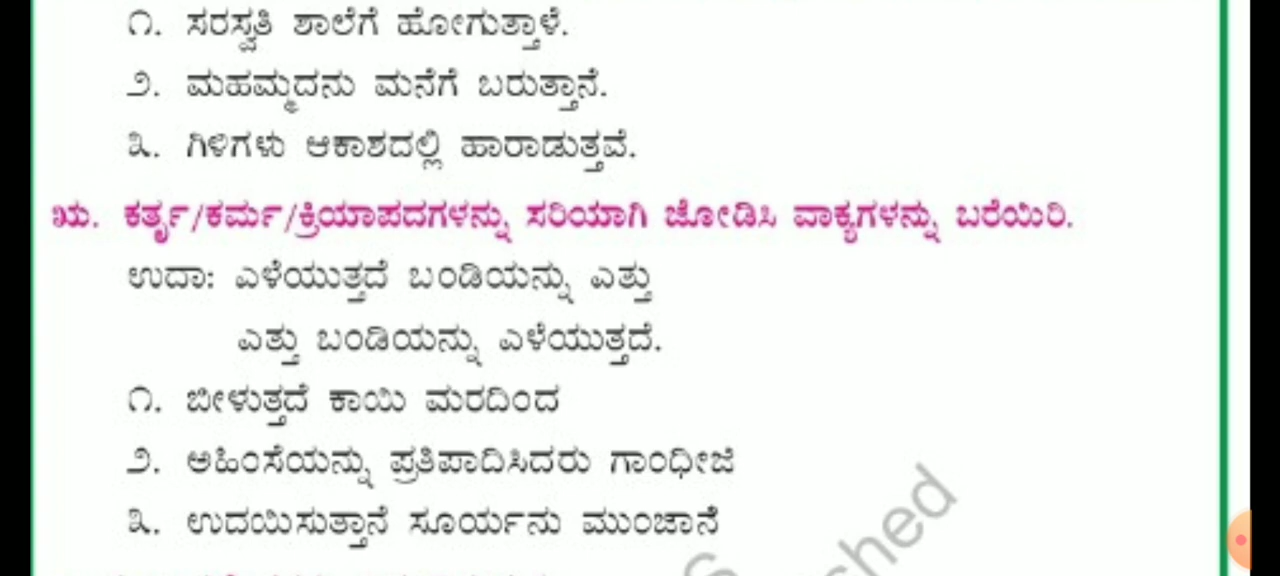 ೧. ಸರಸ್ವತಿ ಶಾಲೆಗೆ ಹೋಗುತ್ತಾಳೆ.
೨. ಮಹಮ್ಮದನು ಮನೆಗೆ ಬರುತ್ತಾನೆ.
೩. ಗಿಳಿಗಳು ಆಕಾಶದಲ್ಲಿ ಹಾರಾಡುತ್ತವೆ.
ಋ. ಕರ್ತೃ/ಕರ್ಮ/ಕ್ರಿಯಾಪದಗಳನ್ನು ಸರಿಯಾಗಿ ಜೋಡಿಸಿ ವಾಕ್ಯಗಳನ್ನು ಬರೆಯಿರಿ.
ಉದಾ: ಎಳೆಯುತ್ತದೆ ಬಂಡಿಯನ್ನು ಎತ್ತು
ಎತ್ತು ಬಂಡಿಯನ್ನು ಎಳೆಯುತ್ತದೆ.
೧. ಬೀಳುತ್ತದೆ ಕಾಯಿ ಮರದಿಂದ
೨. ಅಹಿಂಸೆಯನ್ನು ಪ್ರತಿಪಾದಿಸಿದರು ಗಾಂಧೀಜಿ
೩. ಉದಯಿಸುತ್ತಾನೆ ಸೂರ್ಯನು ಮುಂಜಾನೆ